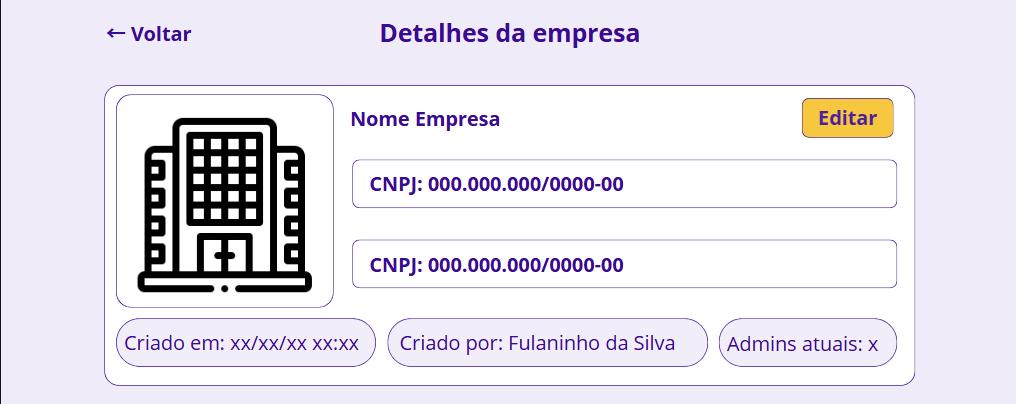 ← Voltar
Detalhes da empresa
Nome Empresa
Editar
CNPJ: 000.000.000/0000-00
CNPJ: 000.000.000/0000-00
Criado em: xx/xx/xx xx:xx
Criado por: Fulaninho da Silva
Admins atuais: x